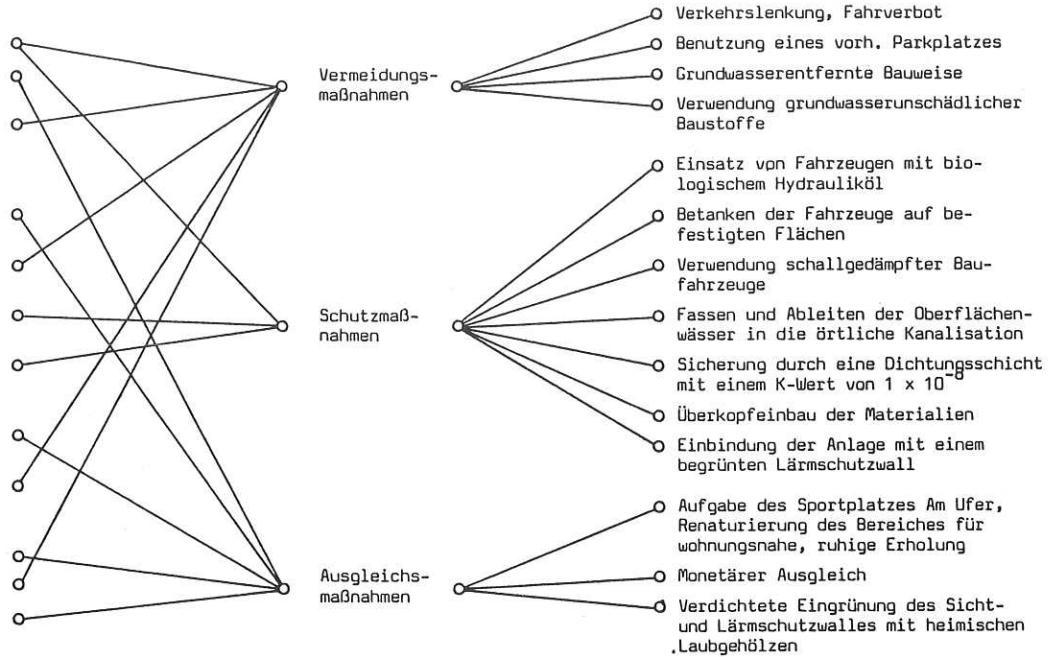 Vermeidungs-
maßnahmen
Verkehrslenkung, Fahrverbot
Benutzung eines vorh. Parkplatzes
Grundwasserentfernte Bauweise
Verwendung grundwasserunschädlicher
Baustoffe
Schutzmaß-
nahmen
Einsatz von Fahrzeugen mit bio-
logischem Hydrauliköl
Betanken der Fahrzeuge auf be-
festigten Flächen
Verwendung schallgedämpfter Bau-
fahrzeuge
Fassen und Ableiten der Oberflächen-
wässer in die örtliche Kanalisation
Sicherung durch eine Dichtungsschicht
mit einem K-Wert von 1 x 10⁻⁸
Überkopfeinbau der Materialien
Einbindung der Anlage mit einem
begrünten Lärmschutzwall
Ausgleichs-
maßnahmen
Aufgabe des Sportplatzes Am Ufer,
Renaturierung des Bereiches für
wohnungsnahe, ruhige Erholung
Monetärer Ausgleich
Verdichtete Eingrünung des Sicht-
und Lärmschutzwalles mit heimischen
Laubgehölzen